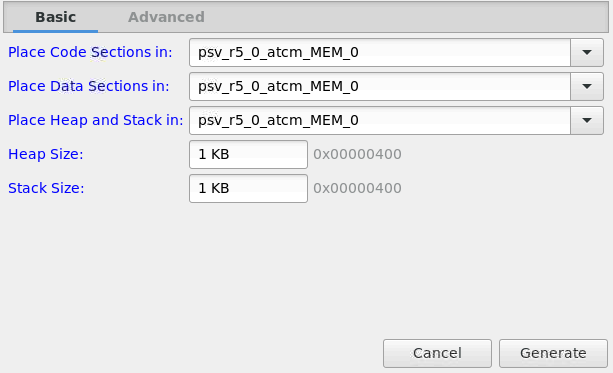 Basic Advanced
Place Code Sections in: psv_r5_0_atcm_MEM_0
Place Data Sections in: psv_r5_0_atcm_MEM_0
Place Heap and Stack in: psv_r5_0_atcm_MEM_0
Heap Size: 1 KB 0x00000400
Stack Size: 1 KB 0x00000400
Cancel Generate